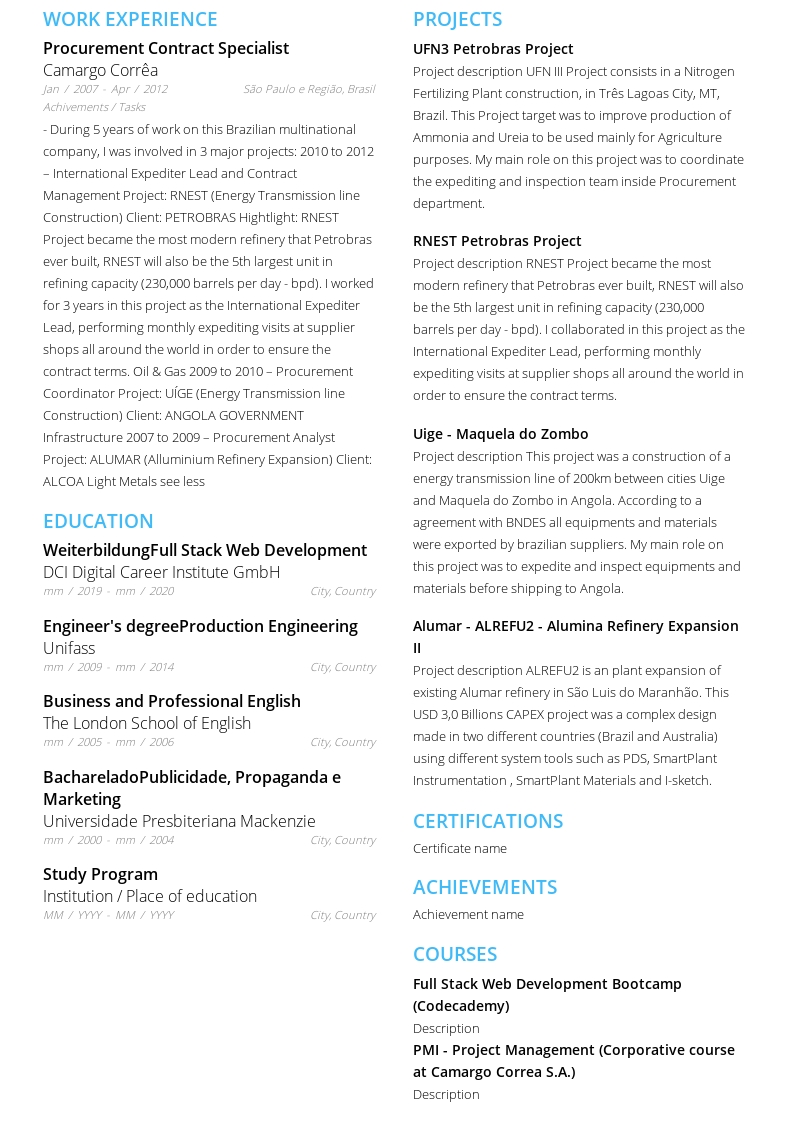 WORK EXPERIENCE
Procurement Contract Specialist
Camargo Corrêa
Jan / 2007 - Apr / 2012 São Paulo e Região, Brasil
Achivements / Tasks
- During 5 years of work on this Brazilian multinational
company, I was involved in 3 major projects: 2010 to 2012
– International Expediter Lead and Contract
Management Project: RNEST (Energy Transmission line
Construction) Client: PETROBRAS Hightlight: RNEST
Project became the most modern refinery that Petrobras
ever built, RNEST will also be the 5th largest unit in
refining capacity (230,000 barrels per day - bpd). I worked
for 3 years in this project as the International Expediter
Lead, performing monthly expediting visits at supplier
shops all around the world in order to ensure the
contract terms. Oil & Gas 2009 to 2010 – Procurement
Coordinator Project: UÍGE (Energy Transmission line
Construction) Client: ANGOLA GOVERNMENT
Infrastructure 2007 to 2009 – Procurement Analyst
Project: ALUMAR (Alluminium Refinery Expansion) Client:
ALCOA Light Metals see less
EDUCATION
WeiterbildungFull Stack Web Development
DCI Digital Career Institute GmbH
mm / 2019 - mm / 2020 City, Country
Engineer's degreeProduction Engineering
Unifass
mm / 2009 - mm / 2014 City, Country
Business and Professional English
The London School of English
mm / 2005 - mm / 2006 City, Country
BachareladoPublicidade, Propaganda e
Marketing
Universidade Presbiteriana Mackenzie
mm / 2000 - mm / 2004 City, Country
Study Program
Institution / Place of education
MM / YYYY - MM / YYYY City, Country
PROJECTS
UFN3 Petrobras Project
Project description UFN III Project consists in a Nitrogen
Fertilizing Plant construction, in Três Lagoas City, MT,
Brazil. This Project target was to improve production of
Ammonia and Ureia to be used mainly for Agriculture
purposes. My main role on this project was to coordinate
the expediting and inspection team inside Procurement
department.
RNEST Petrobras Project
Project description RNEST Project became the most
modern refinery that Petrobras ever built, RNEST will also
be the 5th largest unit in refining capacity (230,000
barrels per day - bpd). I collaborated in this project as the
International Expediter Lead, performing monthly
expediting visits at supplier shops all around the world in
order to ensure the contract terms.
Uige - Maquela do Zombo
Project description This project was a construction of a
energy transmission line of 200km between cities Uige
and Maquela do Zombo in Angola. According to a
agreement with BNDES all equipments and materials
were exported by brazilian suppliers. My main role on
this project was to expedite and inspect equipments and
materials before shipping to Angola.
Alumar - ALREFU2 - Alumina Refinery Expansion
II
Project description ALREFU2 is an plant expansion of
existing Alumar refinery in São Luis do Maranhão. This
USD 3,0 Billions CAPEX project was a complex design
made in two different countries (Brazil and Australia)
using different system tools such as PDS, SmartPlant
Instrumentation , SmartPlant Materials and I-sketch.
CERTIFICATIONS
Certificate name
ACHIEVEMENTS
Achievement name
COURSES
Full Stack Web Development Bootcamp
(Codecademy)
Description
PMI - Project Management (Corporative course
at Camargo Correa S.A.)
Description